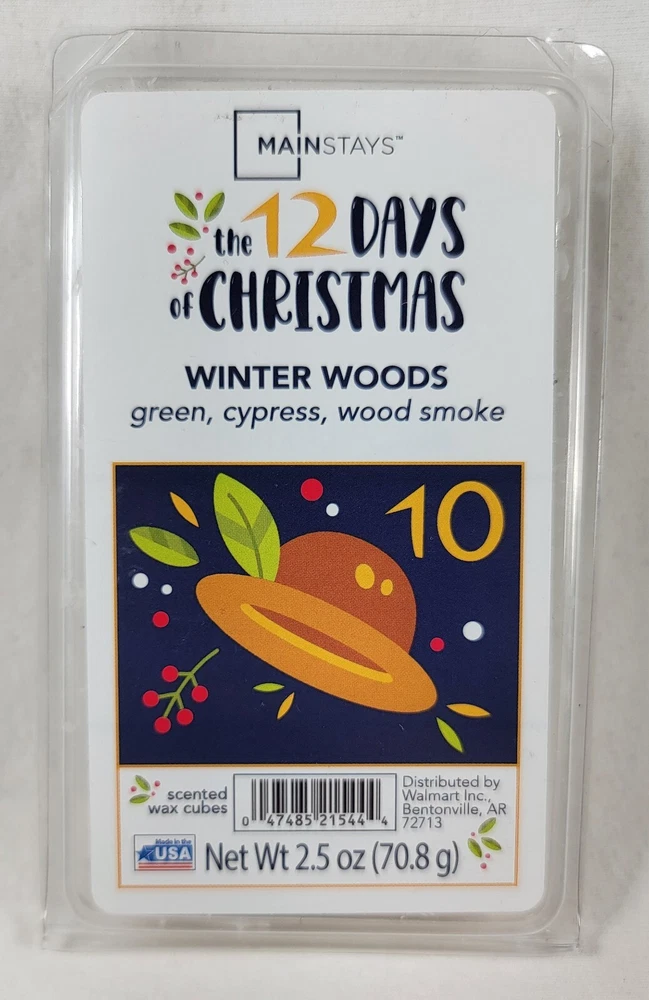 MAINSTAYS™
the 12 DAYS
of CHRISTMAS
WINTER WOODS
green, cypress, wood smoke
10
scented
wax cubes
0 47485 21544 4
Distributed by
Walmart Inc.,
Bentonville, AR
72713
Made in the
USA
Net Wt 2.5 oz (70.8 g)